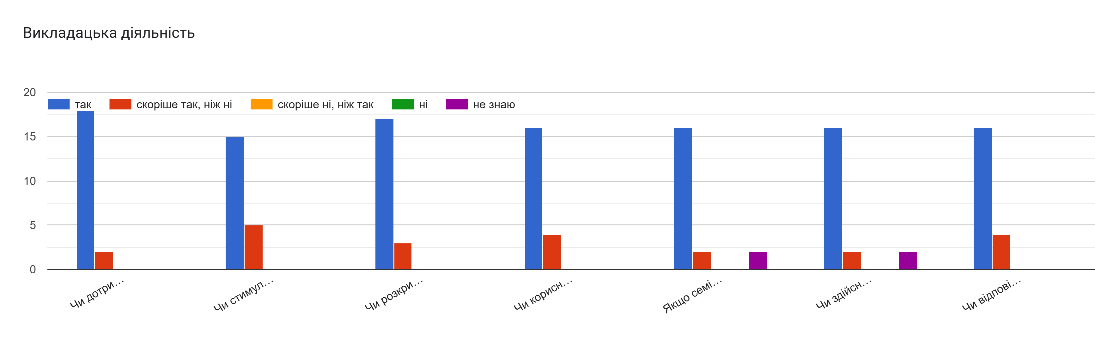 Викладацька діяльність
20
15
10
5
0
так
скоріше так, ніж ні
скоріше ні, ніж так
ні
не знаю
Чи дотри…
Чи стимул…
Чи розкри…
Чи корисн…
Якщо семі…
Чи здійсн…
Чи відпові…